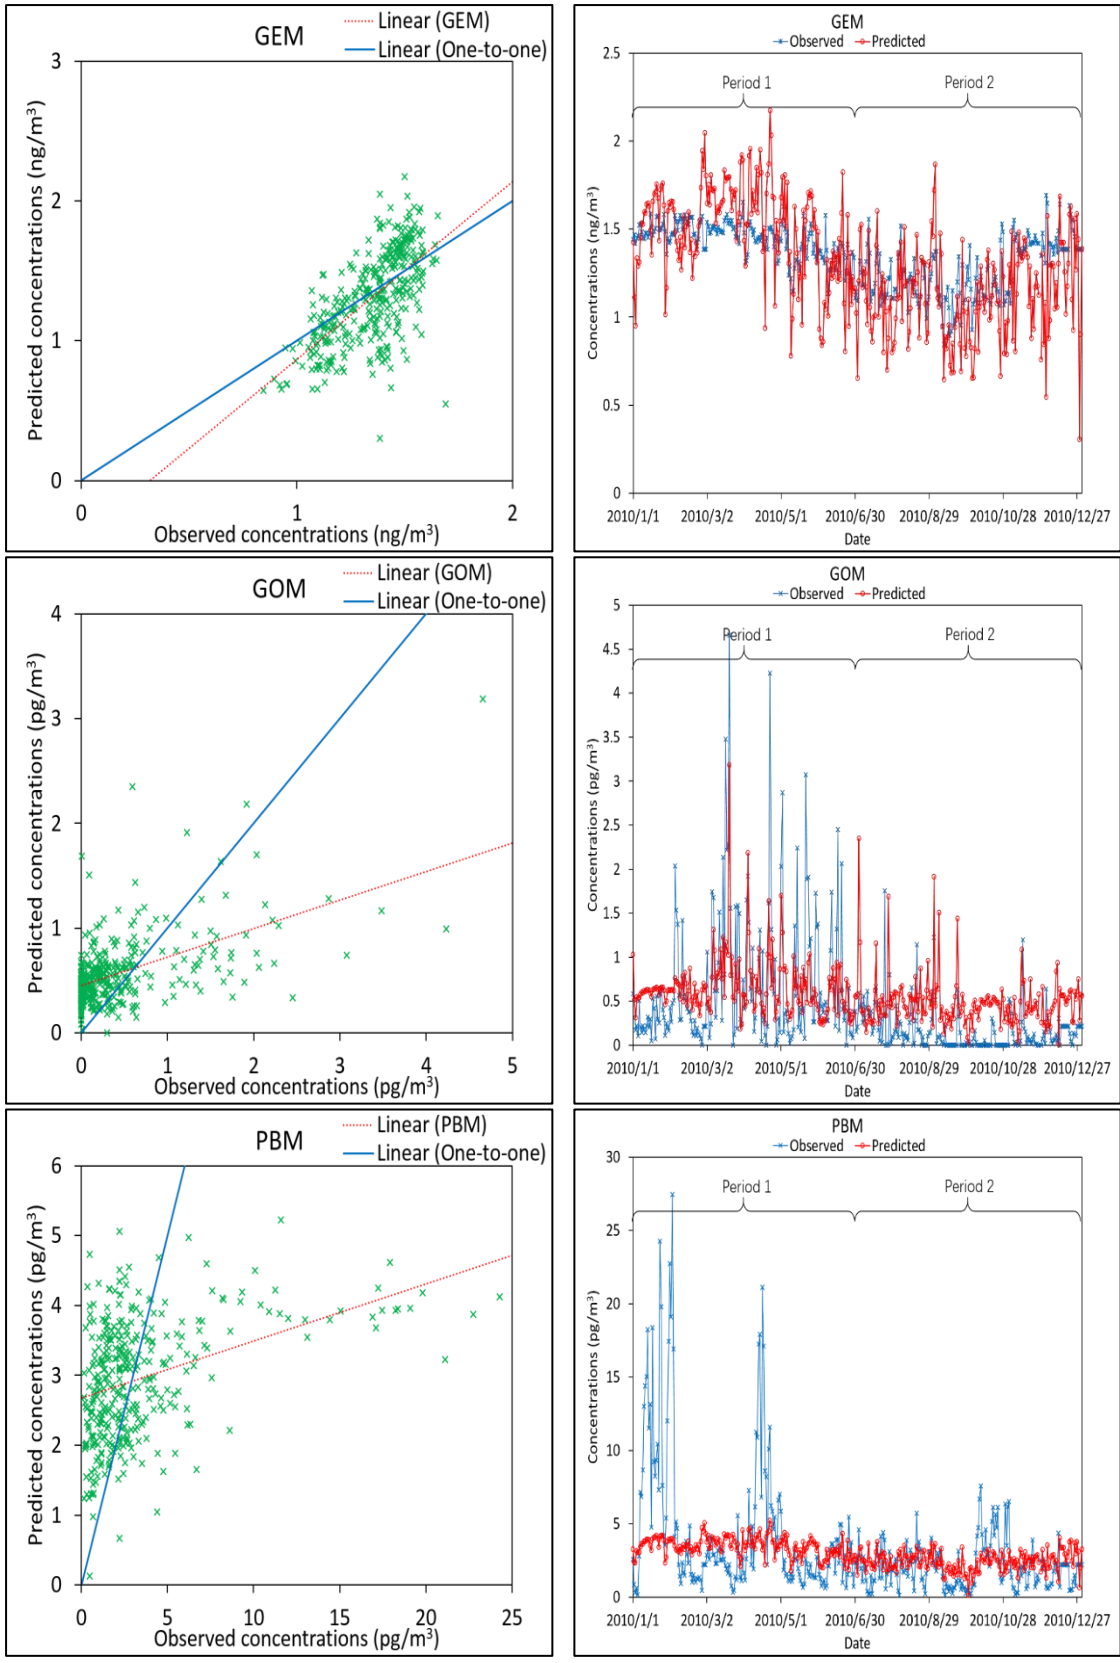 GEM
Linear (GEM)
Linear (One-to-one)
Predicted concentrations (ng/m³)
3
2
1
0
0 1 2
Observed concentrations (ng/m³)
GEM
Observed Predicted
Concentrations (ng/m³)
2.5
2
1.5
1
0.5
0
Period 1 Period 2
2010/1/1 2010/3/2 2010/5/1 2010/6/30 2010/8/29 2010/10/28 2010/12/27
Date
GOM
Linear (GOM)
Linear (One-to-one)
Predicted concentrations (pg/m³)
4
3
2
1
0
0 1 2 3 4 5
Observed concentrations (pg/m³)
GOM
Observed Predicted
Concentrations (pg/m³)
5
4.5
4
3.5
3
2.5
2
1.5
1
0.5
0
Period 1 Period 2
2010/1/1 2010/3/2 2010/5/1 2010/6/30 2010/8/29 2010/10/28 2010/12/27
Date
PBM
Linear (PBM)
Linear (One-to-one)
Predicted concentrations (pg/m³)
6
5
4
3
2
1
0
0 5 10 15 20 25
Observed concentrations (pg/m³)
PBM
Observed Predicted
Concentrations (pg/m³)
30
25
20
15
10
5
0
Period 1 Period 2
2010/1/1 2010/3/2 2010/5/1 2010/6/30 2010/8/29 2010/10/28 2010/12/27
Date